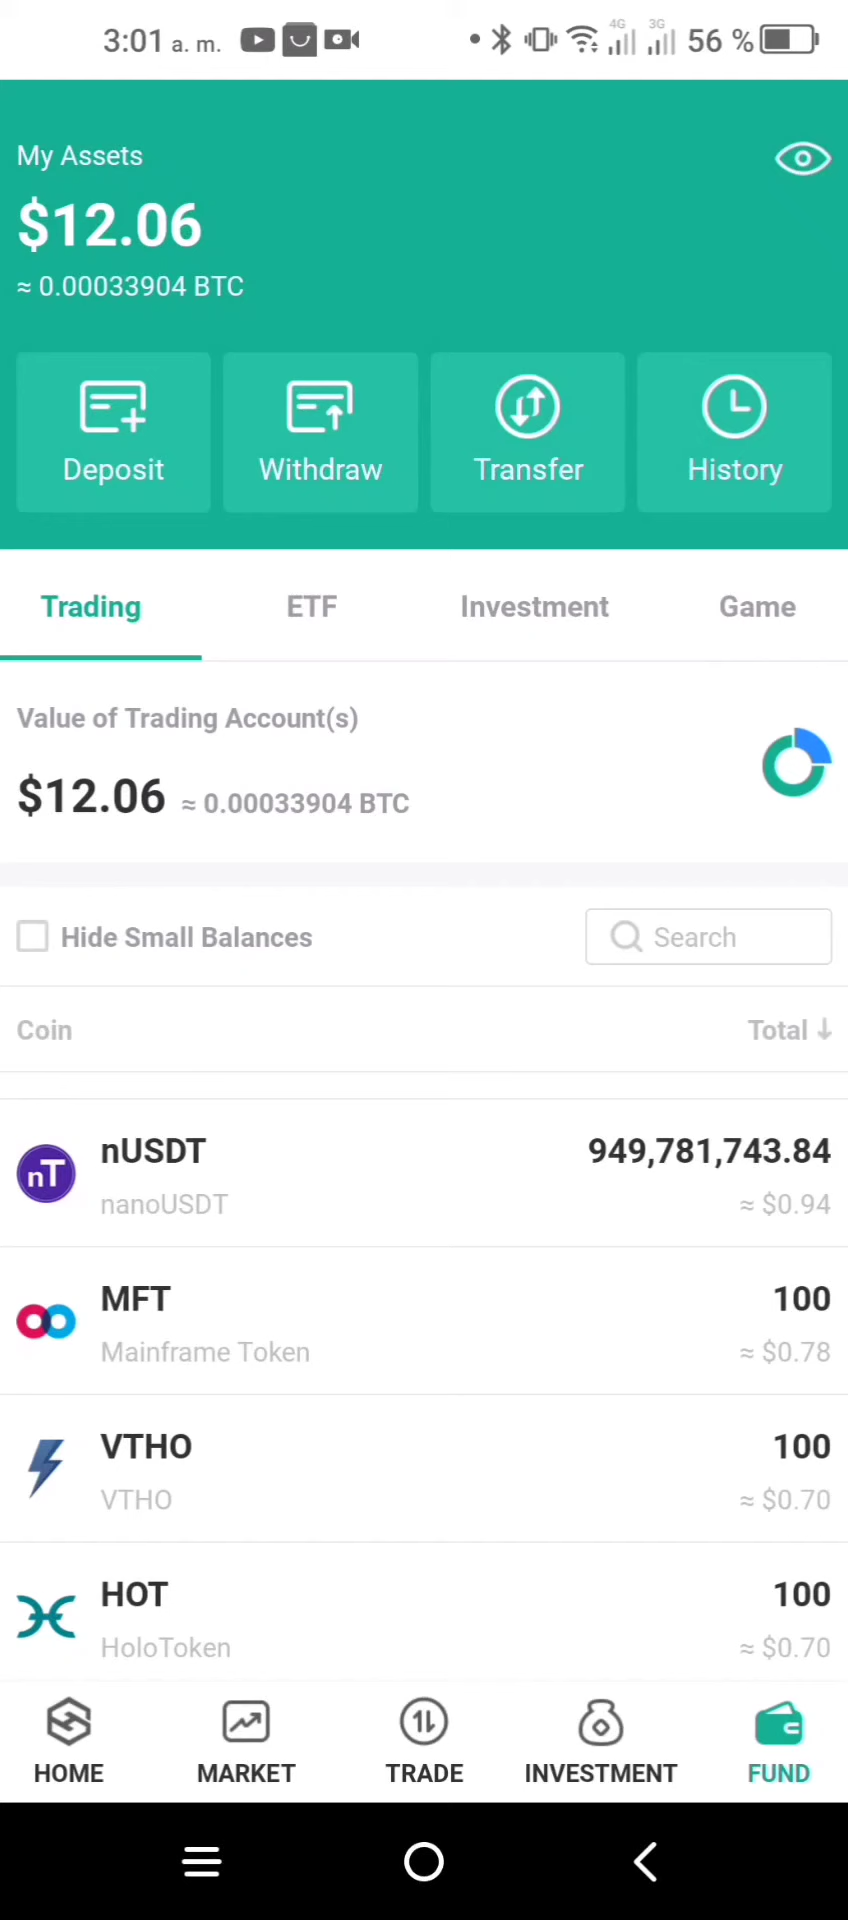 3:01 a. m. 4G 3G 56 %
My Assets
$12.06
≈ 0.00033904 BTC
Deposit Withdraw Transfer History
Trading ETF Investment Game
Value of Trading Account(s)
$12.06 ≈ 0.00033904 BTC
Hide Small Balances Search
Coin Total ↓
nT nUSDT 949,781,743.84
nanoUSDT ≈ $0.94
MFT 100
Mainframe Token ≈ $0.78
VTHO 100
VTHO ≈ $0.70
HOT 100
HoloToken ≈ $0.70
HOME MARKET TRADE INVESTMENT FUND